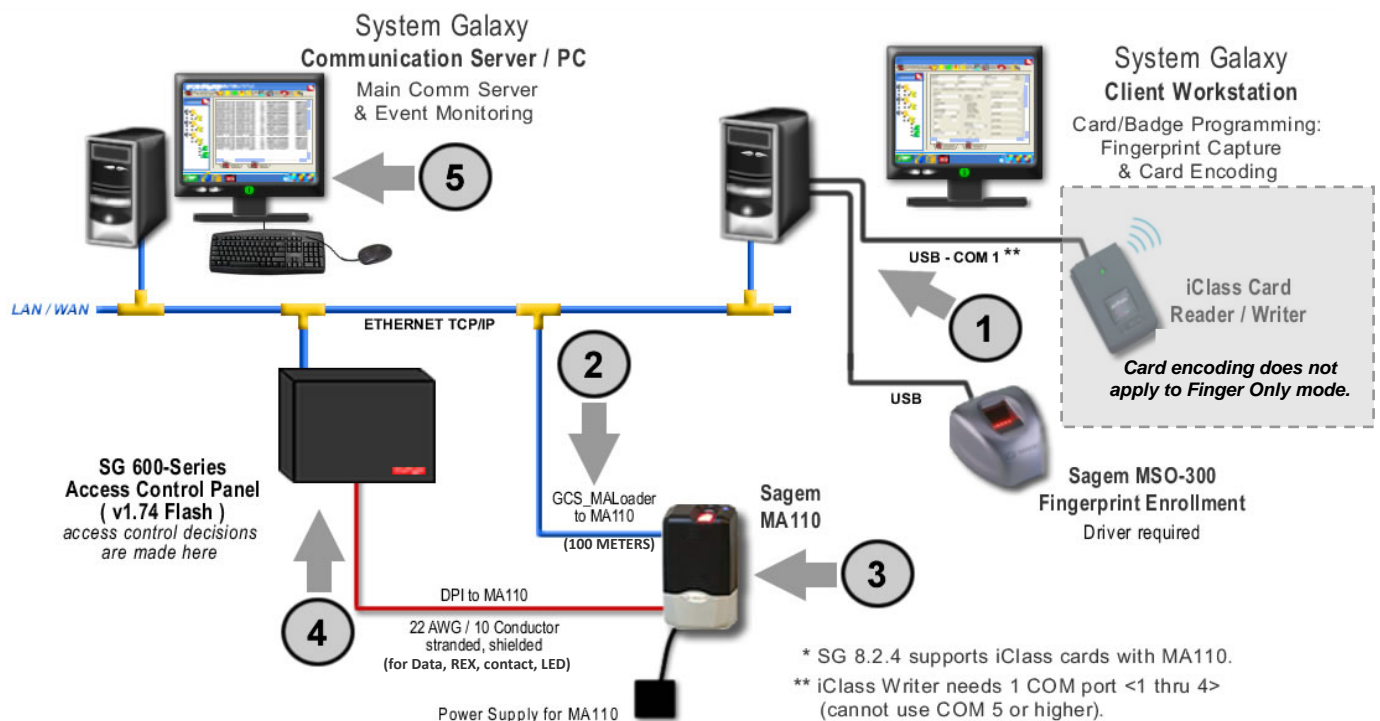 System Galaxy
Communication Server / PC
Main Comm Server
& Event Monitoring
5
System Galaxy
Client Workstation
Card/Badge Programming:
Fingerprint Capture
& Card Encoding
USB - COM 1 **
1
iClass Card
Reader / Writer
Card encoding does not
apply to Finger Only mode.
LAN / WAN
ETHERNET TCP/IP
2
USB
SG 600-Series
Access Control Panel
( v1.74 Flash )
access control decisions
are made here
GCS_MALoader
to MA110
(100 METERS)
Sagem
MA110
Sagem MSO-300
Fingerprint Enrollment
Driver required
3
4
DPI to MA110
22 AWG / 10 Conductor
stranded, shielded
(for Data, REX, contact, LED)
Power Supply for MA110
* SG 8.2.4 supports iClass cards with MA110.
** iClass Writer needs 1 COM port <1 thru 4>
(cannot use COM 5 or higher).